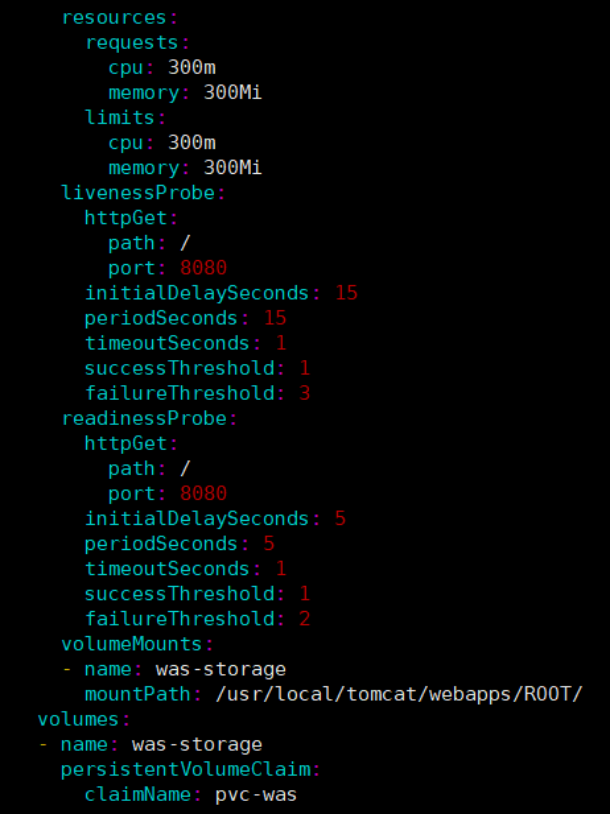 resources:
requests:
cpu: 300m
memory: 300Mi
limits:
cpu: 300m
memory: 300Mi
livenessProbe:
httpGet:
path: /
port: 8080
initialDelaySeconds: 15
periodSeconds: 15
timeoutSeconds: 1
successThreshold: 1
failureThreshold: 3
readinessProbe:
httpGet:
path: /
port: 8080
initialDelaySeconds: 5
periodSeconds: 5
timeoutSeconds: 1
successThreshold: 1
failureThreshold: 2
volumeMounts:
- name: was-storage
mountPath: /usr/local/tomcat/webapps/ROOT/
volumes:
- name: was-storage
persistentVolumeClaim:
claimName: pvc-was